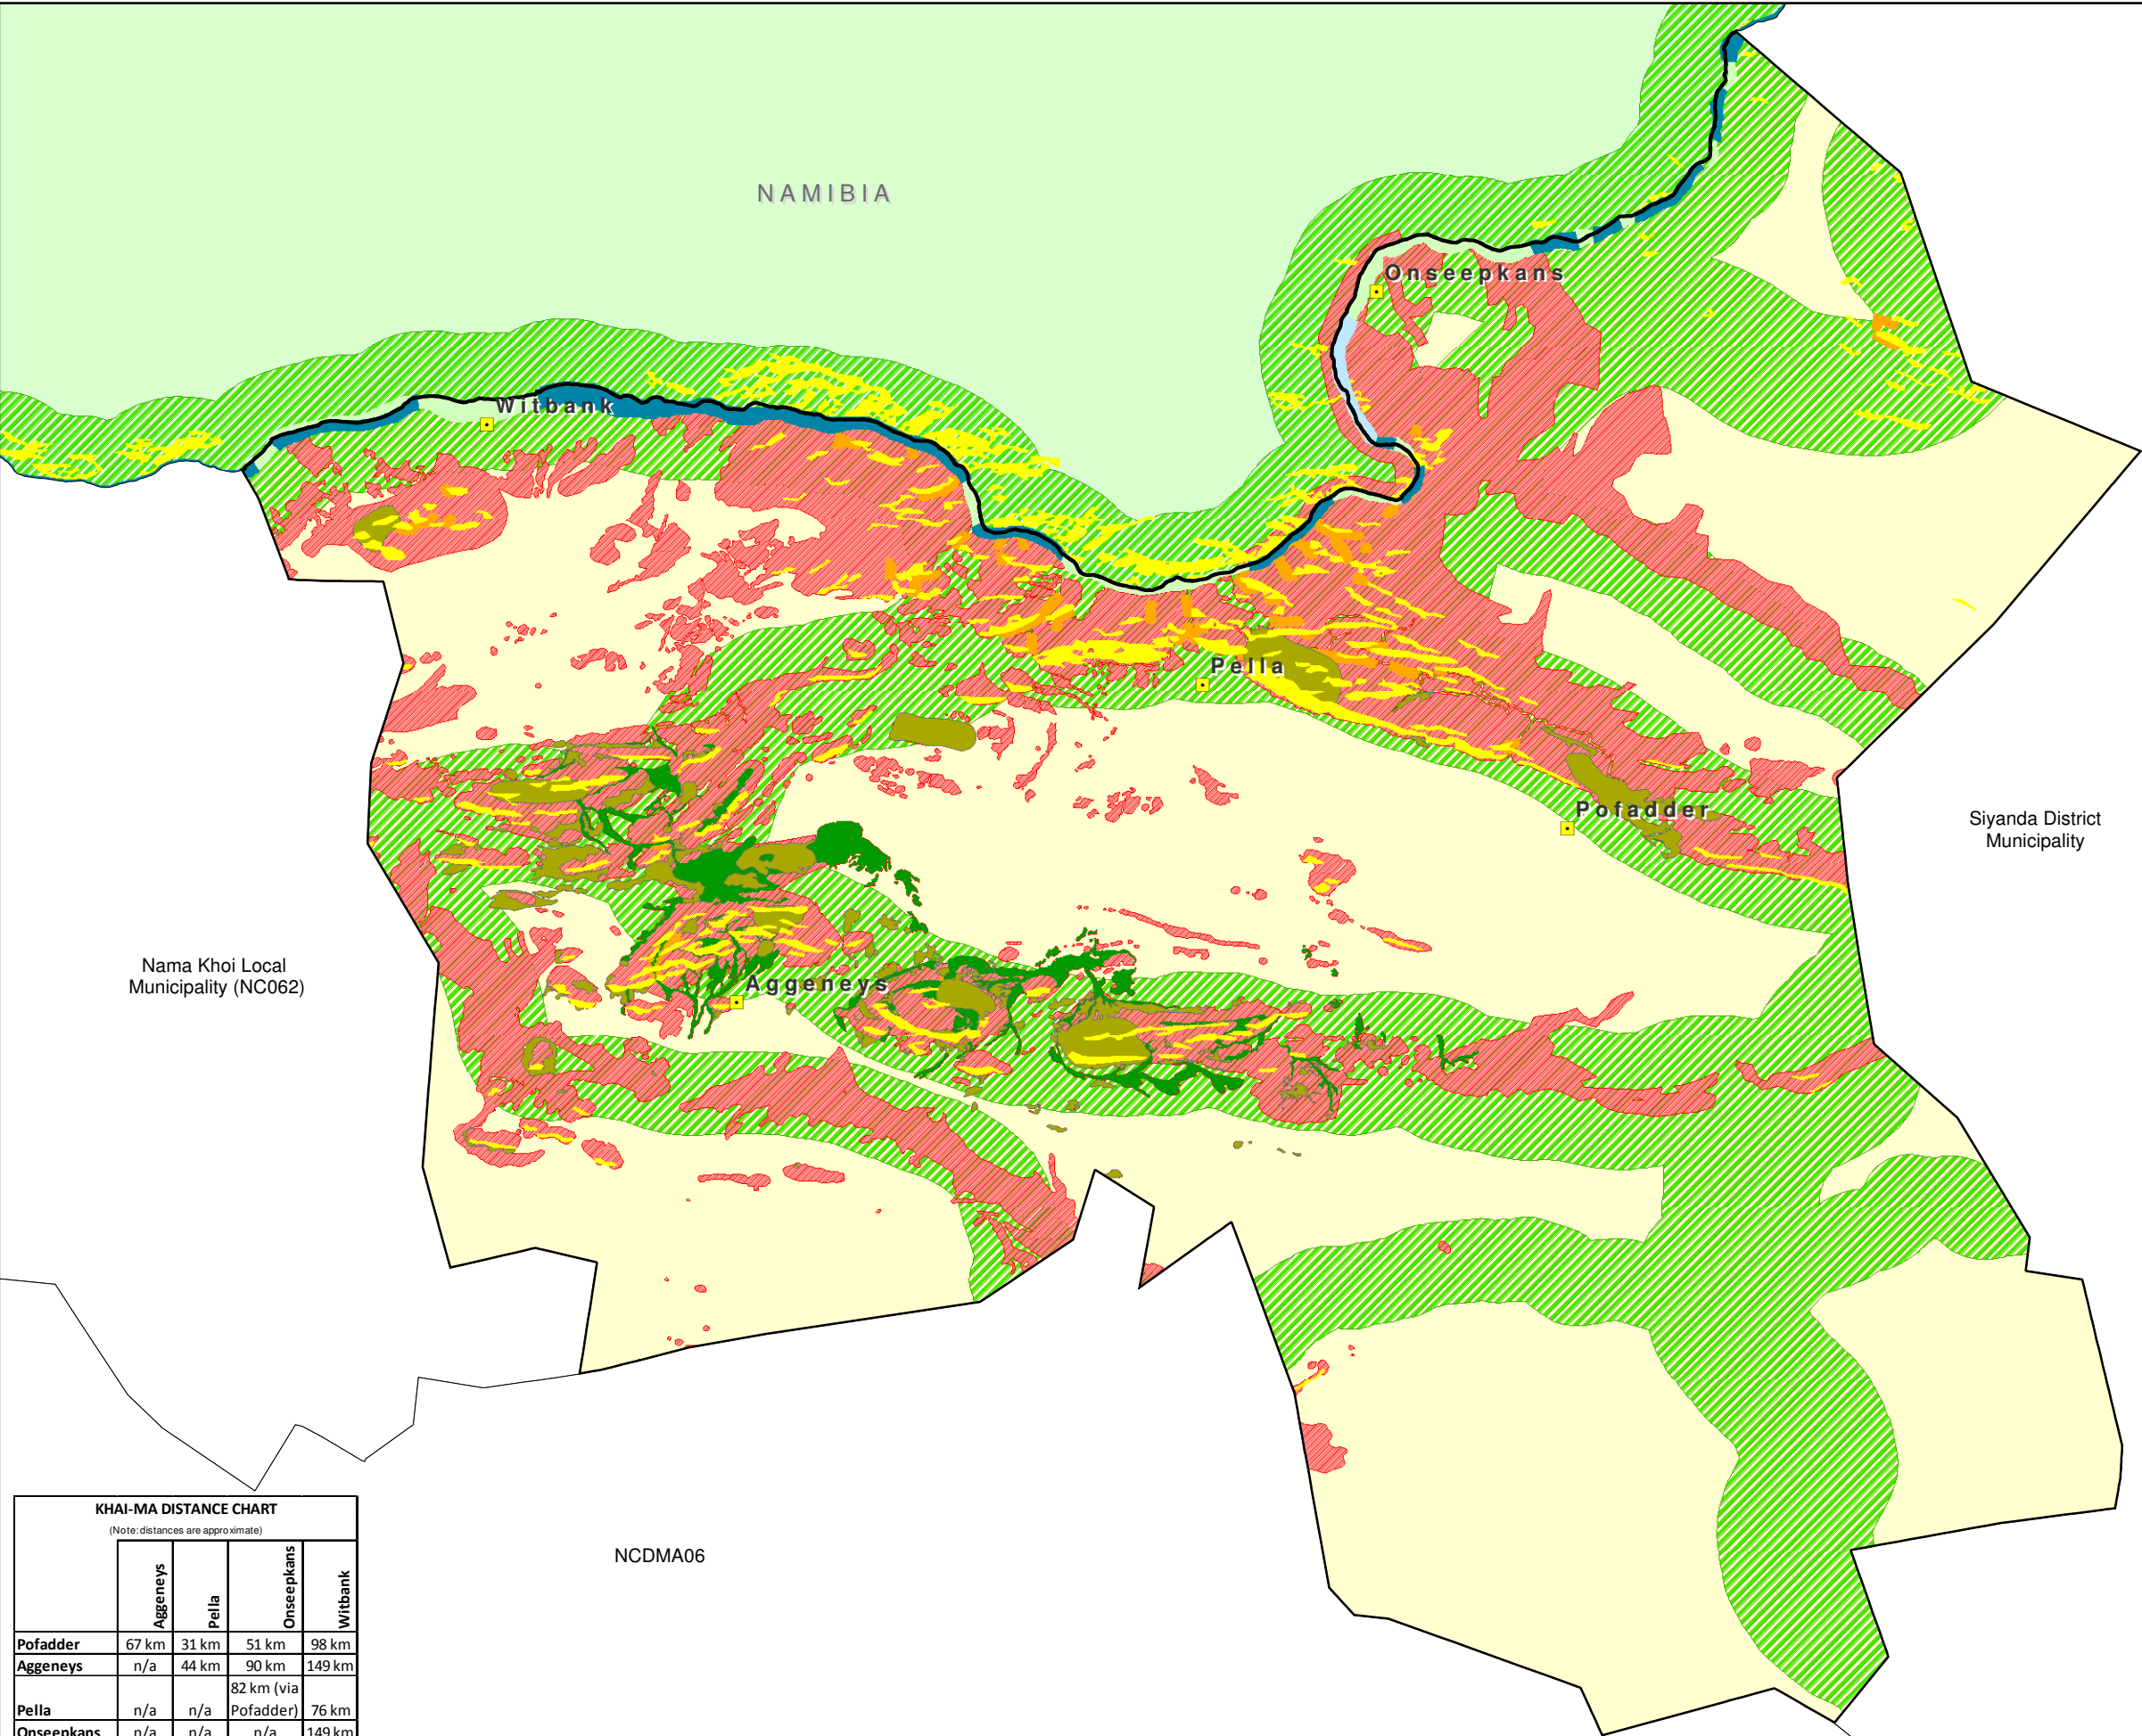 NAMIBIA
Onseepkans
Witbank
Pella
Pofadder
Siyanda District
Municipality
Nama Khoi Local
Municipality (NC062)
Aggeneys
NCDMA06
KHAI-MA DISTANCE CHART
(Note: distances are approximate)
Aggeneys Pella Onseepkans Witbank
Pofadder 67 km 31 km 51 km 98 km
Aggeneys n/a 44 km 90 km 149 km
Pella n/a n/a 82 km (via Pofadder) 76 km
Onseepkans n/a n/a n/a 149 km